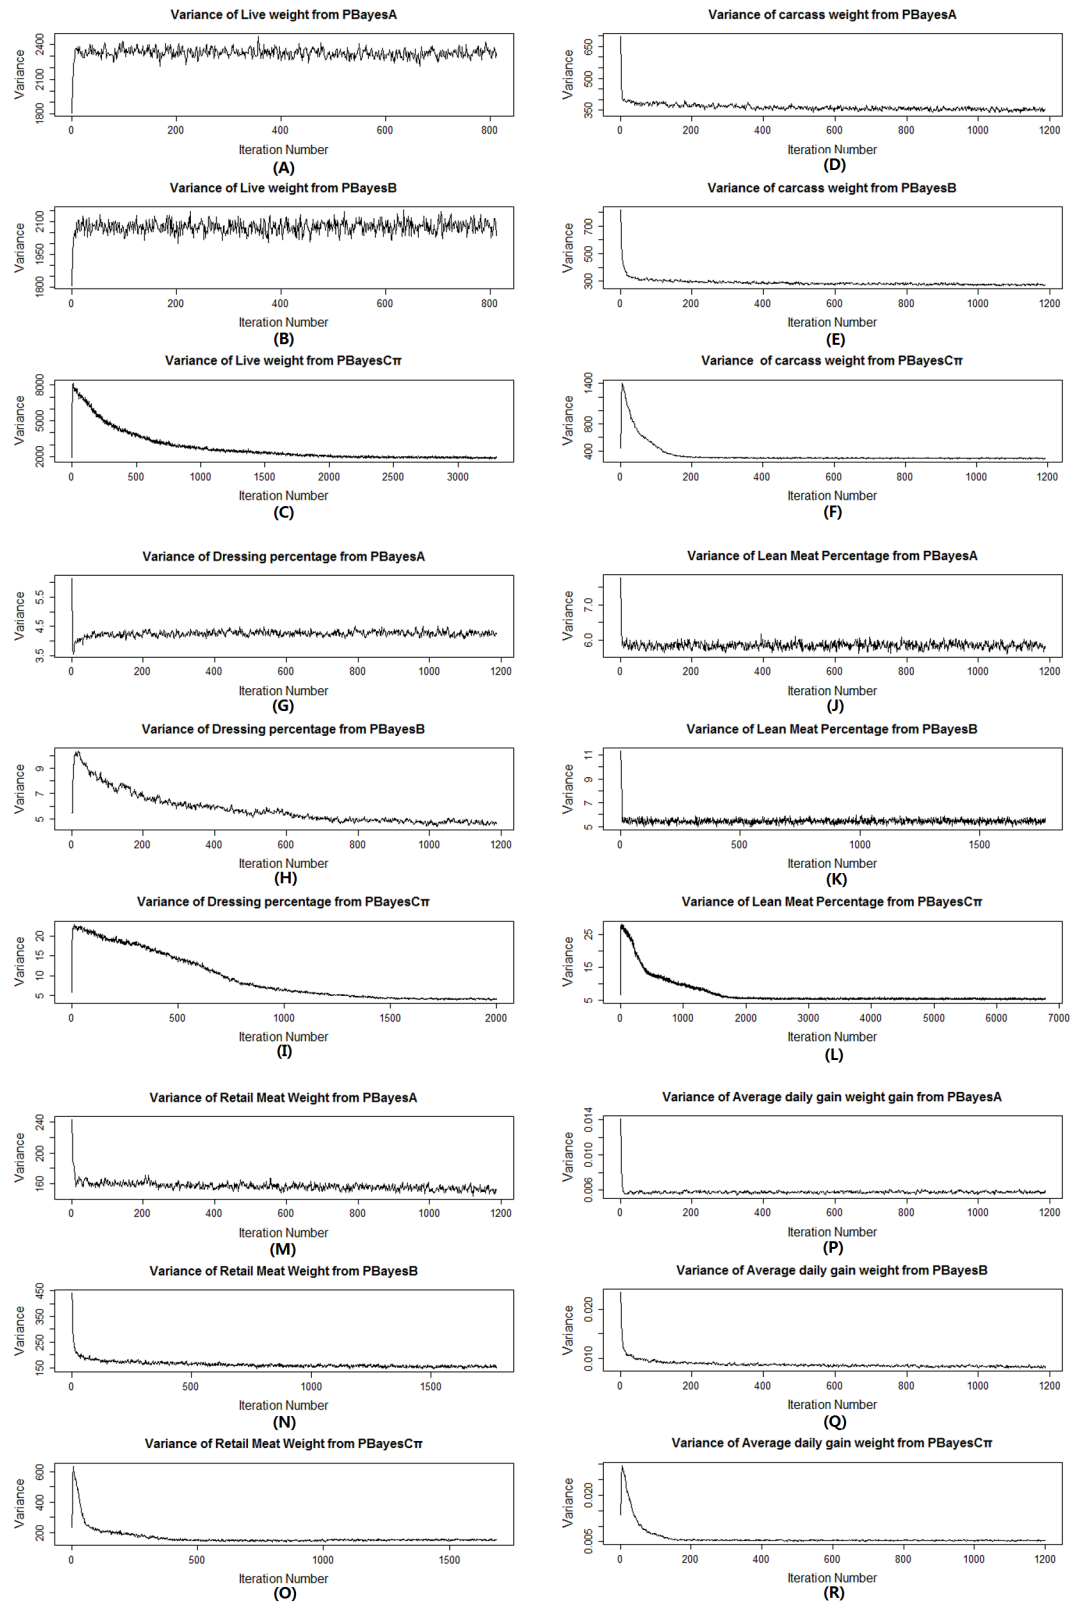 Variance of Live weight from PBayesA
Variance
1800 2100 2400
0 200 400 600 800
Iteration Number
(A)
Variance of carcass weight from PBayesA
Variance
350 500 650
0 200 400 600 800 1000 1200
Iteration Number
(D)
Variance of Live weight from PBayesB
Variance
1800 1950 2100
0 200 400 600 800
Iteration Number
(B)
Variance of carcass weight from PBayesB
Variance
300 500 700
0 200 400 600 800 1000 1200
Iteration Number
(E)
Variance of Live weight from PBayesCπ
Variance
2000 5000 8000
0 500 1000 1500 2000 2500 3000
Iteration Number
(C)
Variance of carcass weight from PBayesCπ
Variance
400 800 1400
0 200 400 600 800 1000 1200
Iteration Number
(F)
Variance of Dressing percentage from PBayesA
Variance
3.5 4.5 5.5
0 200 400 600 800 1000 1200
Iteration Number
(G)
Variance of Lean Meat Percentage from PBayesA
Variance
6.0 7.0
0 200 400 600 800 1000 1200
Iteration Number
(J)
Variance of Dressing percentage from PBayesB
Variance
5 7 9
0 200 400 600 800 1000 1200
Iteration Number
(H)
Variance of Lean Meat Percentage from PBayesB
Variance
5 7 9 11
0 500 1000 1500
Iteration Number
(K)
Variance of Dressing percentage from PBayesCπ
Variance
5 10 15 20
0 500 1000 1500 2000
Iteration Number
(I)
Variance of Lean Meat Percentage from PBayesCπ
Variance
5 15 25
0 1000 2000 3000 4000 5000 6000 7000
Iteration Number
(L)
Variance of Retail Meat Weight from PBayesA
Variance
160 200 240
0 200 400 600 800 1000 1200
Iteration Number
(M)
Variance of Average daily gain weight gain from PBayesA
Variance
0.006 0.010 0.014
0 200 400 600 800 1000 1200
Iteration Number
(P)
Variance of Retail Meat Weight from PBayesB
Variance
150 250 350 450
0 500 1000 1500
Iteration Number
(N)
Variance of Average daily gain weight from PBayesB
Variance
0.010 0.020
0 200 400 600 800 1000 1200
Iteration Number
(Q)
Variance of Retail Meat Weight from PBayesCπ
Variance
200 400 600
0 500 1000 1500
Iteration Number
(O)
Variance of Average daily gain weight from PBayesCπ
Variance
0.005 0.020
0 200 400 600 800 1000 1200
Iteration Number
(R)